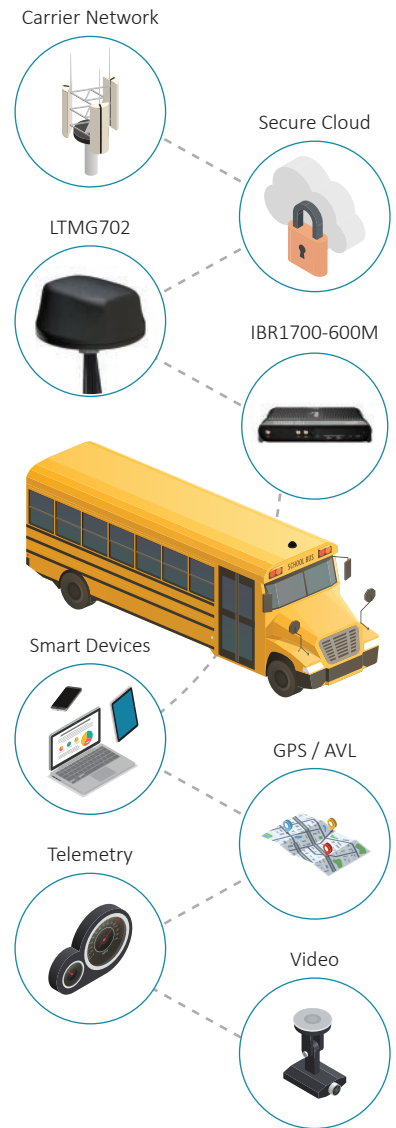 Carrier Network
Secure Cloud
LTMG702
IBR1700-600M
SCHOOL BUS
Smart Devices
GPS / AVL
Telemetry
Video